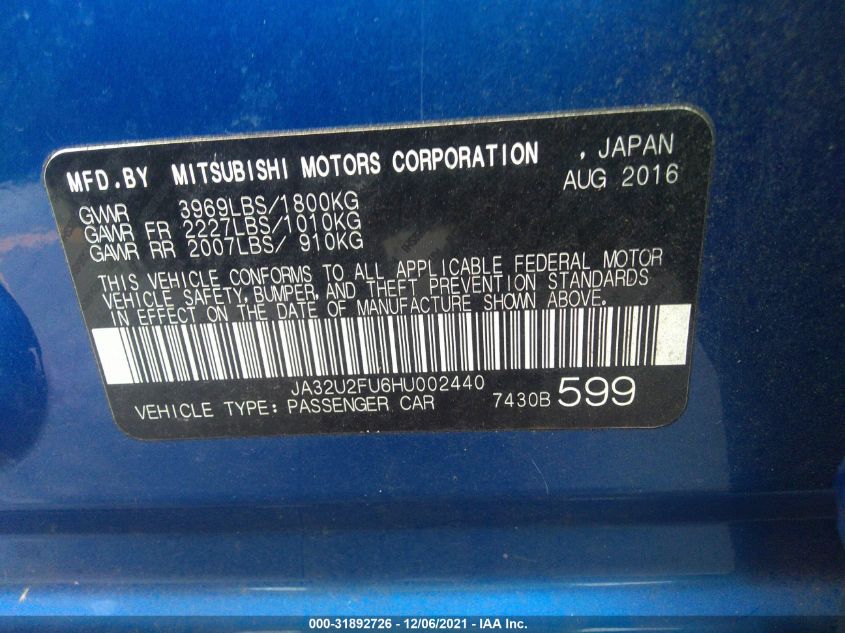 MFD.BY MITSUBISHI MOTORS CORPORATION , JAPAN
AUG 2016
GVWR 3969LBS/1800KG
GAWR FR 2227LBS/1010KG
GAWR RR 2007LBS/ 910KG
THIS VEHICLE CONFORMS TO ALL APPLICABLE FEDERAL MOTOR
VEHICLE SAFETY, BUMPER, AND THEFT PREVENTION STANDARDS
IN EFFECT ON THE DATE OF MANUFACTURE SHOWN ABOVE.
JA32U2FU6HU002440
VEHICLE TYPE: PASSENGER CAR 7430B 599
000-31892726 - 12/06/2021 - IAA Inc.